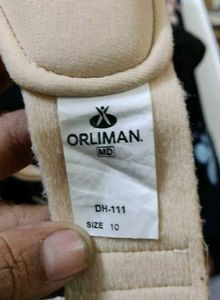 ORLIMAN.
MD
DH-111
SIZE 10